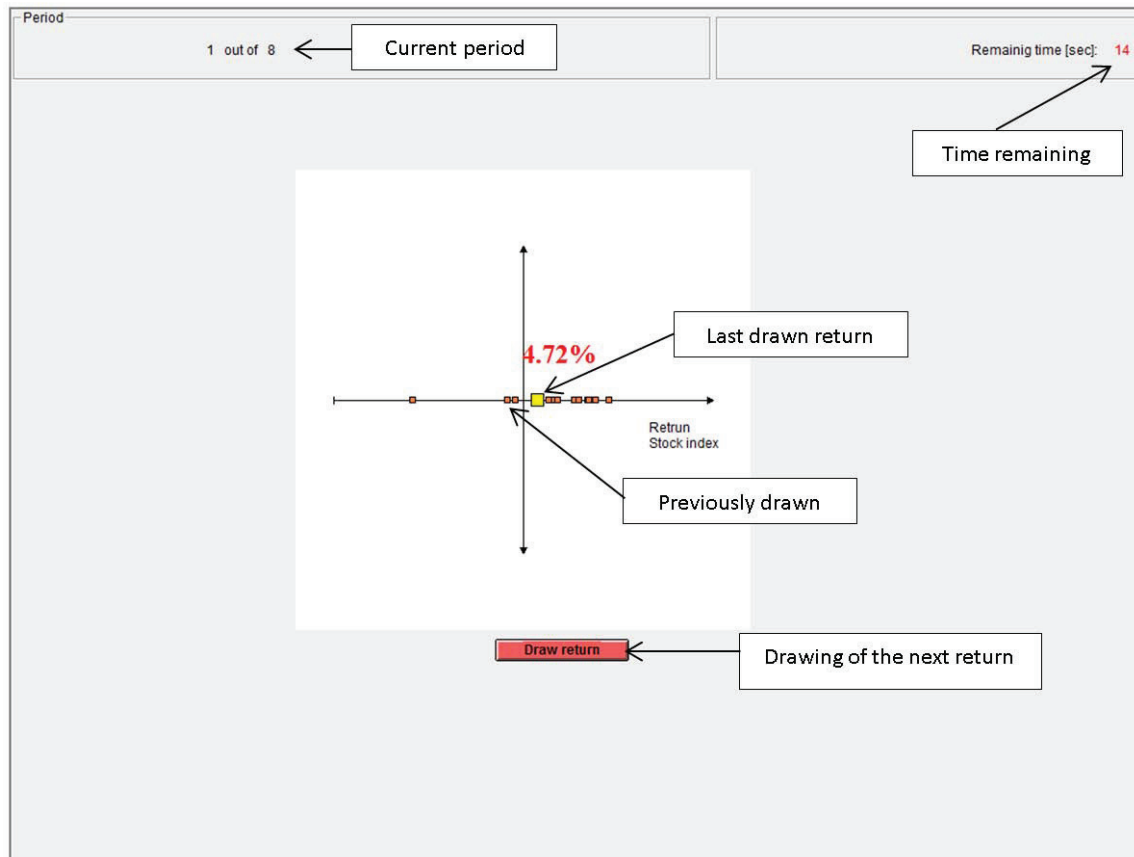 Period
1 out of 8
Current period
Remainig time [sec]: 14
Time remaining
Last drawn return
4.72%
Retrun
Stock index
Previously drawn
Draw return
Drawing of the next return